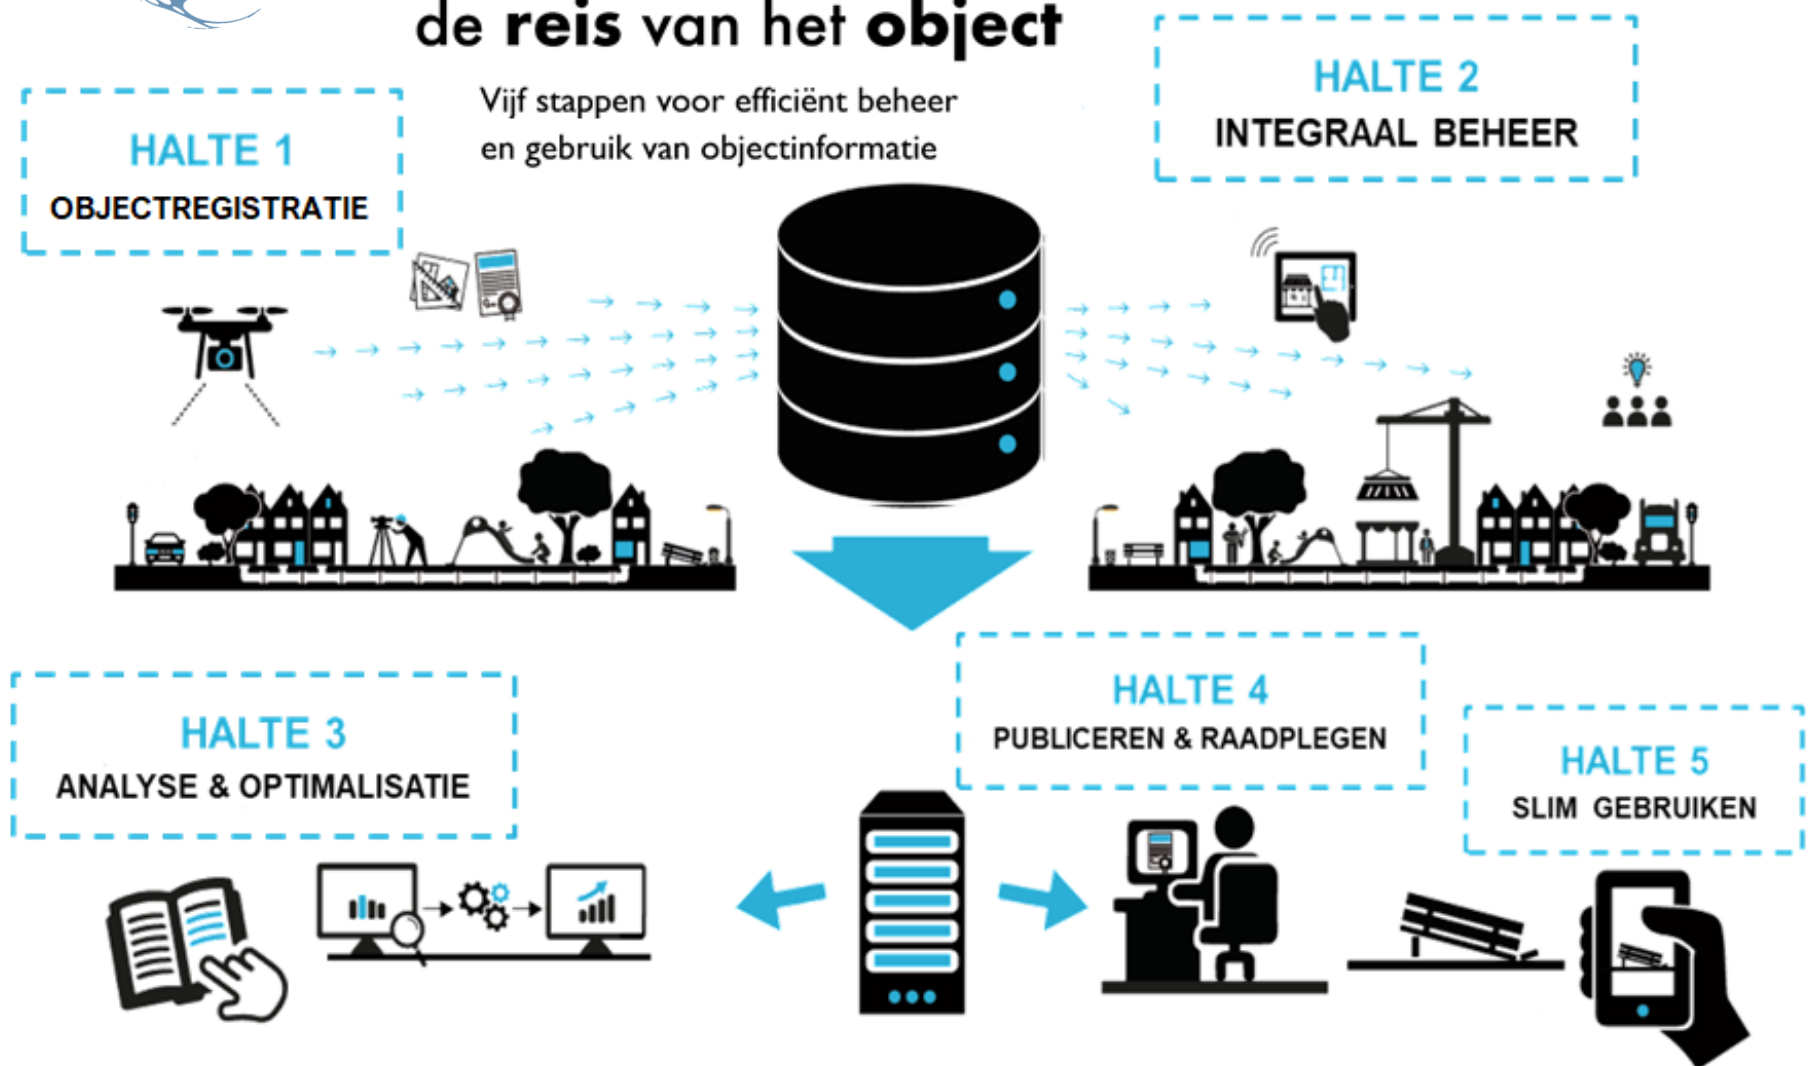 de reis van het object
Vijf stappen voor efficiënt beheer
en gebruik van objectinformatie
HALTE 1
OBJECTREGISTRATIE
HALTE 2
INTEGRAAL BEHEER
HALTE 3
ANALYSE & OPTIMALISATIE
HALTE 4
PUBLICEREN & RAADPLEGEN
HALTE 5
SLIM GEBRUIKEN